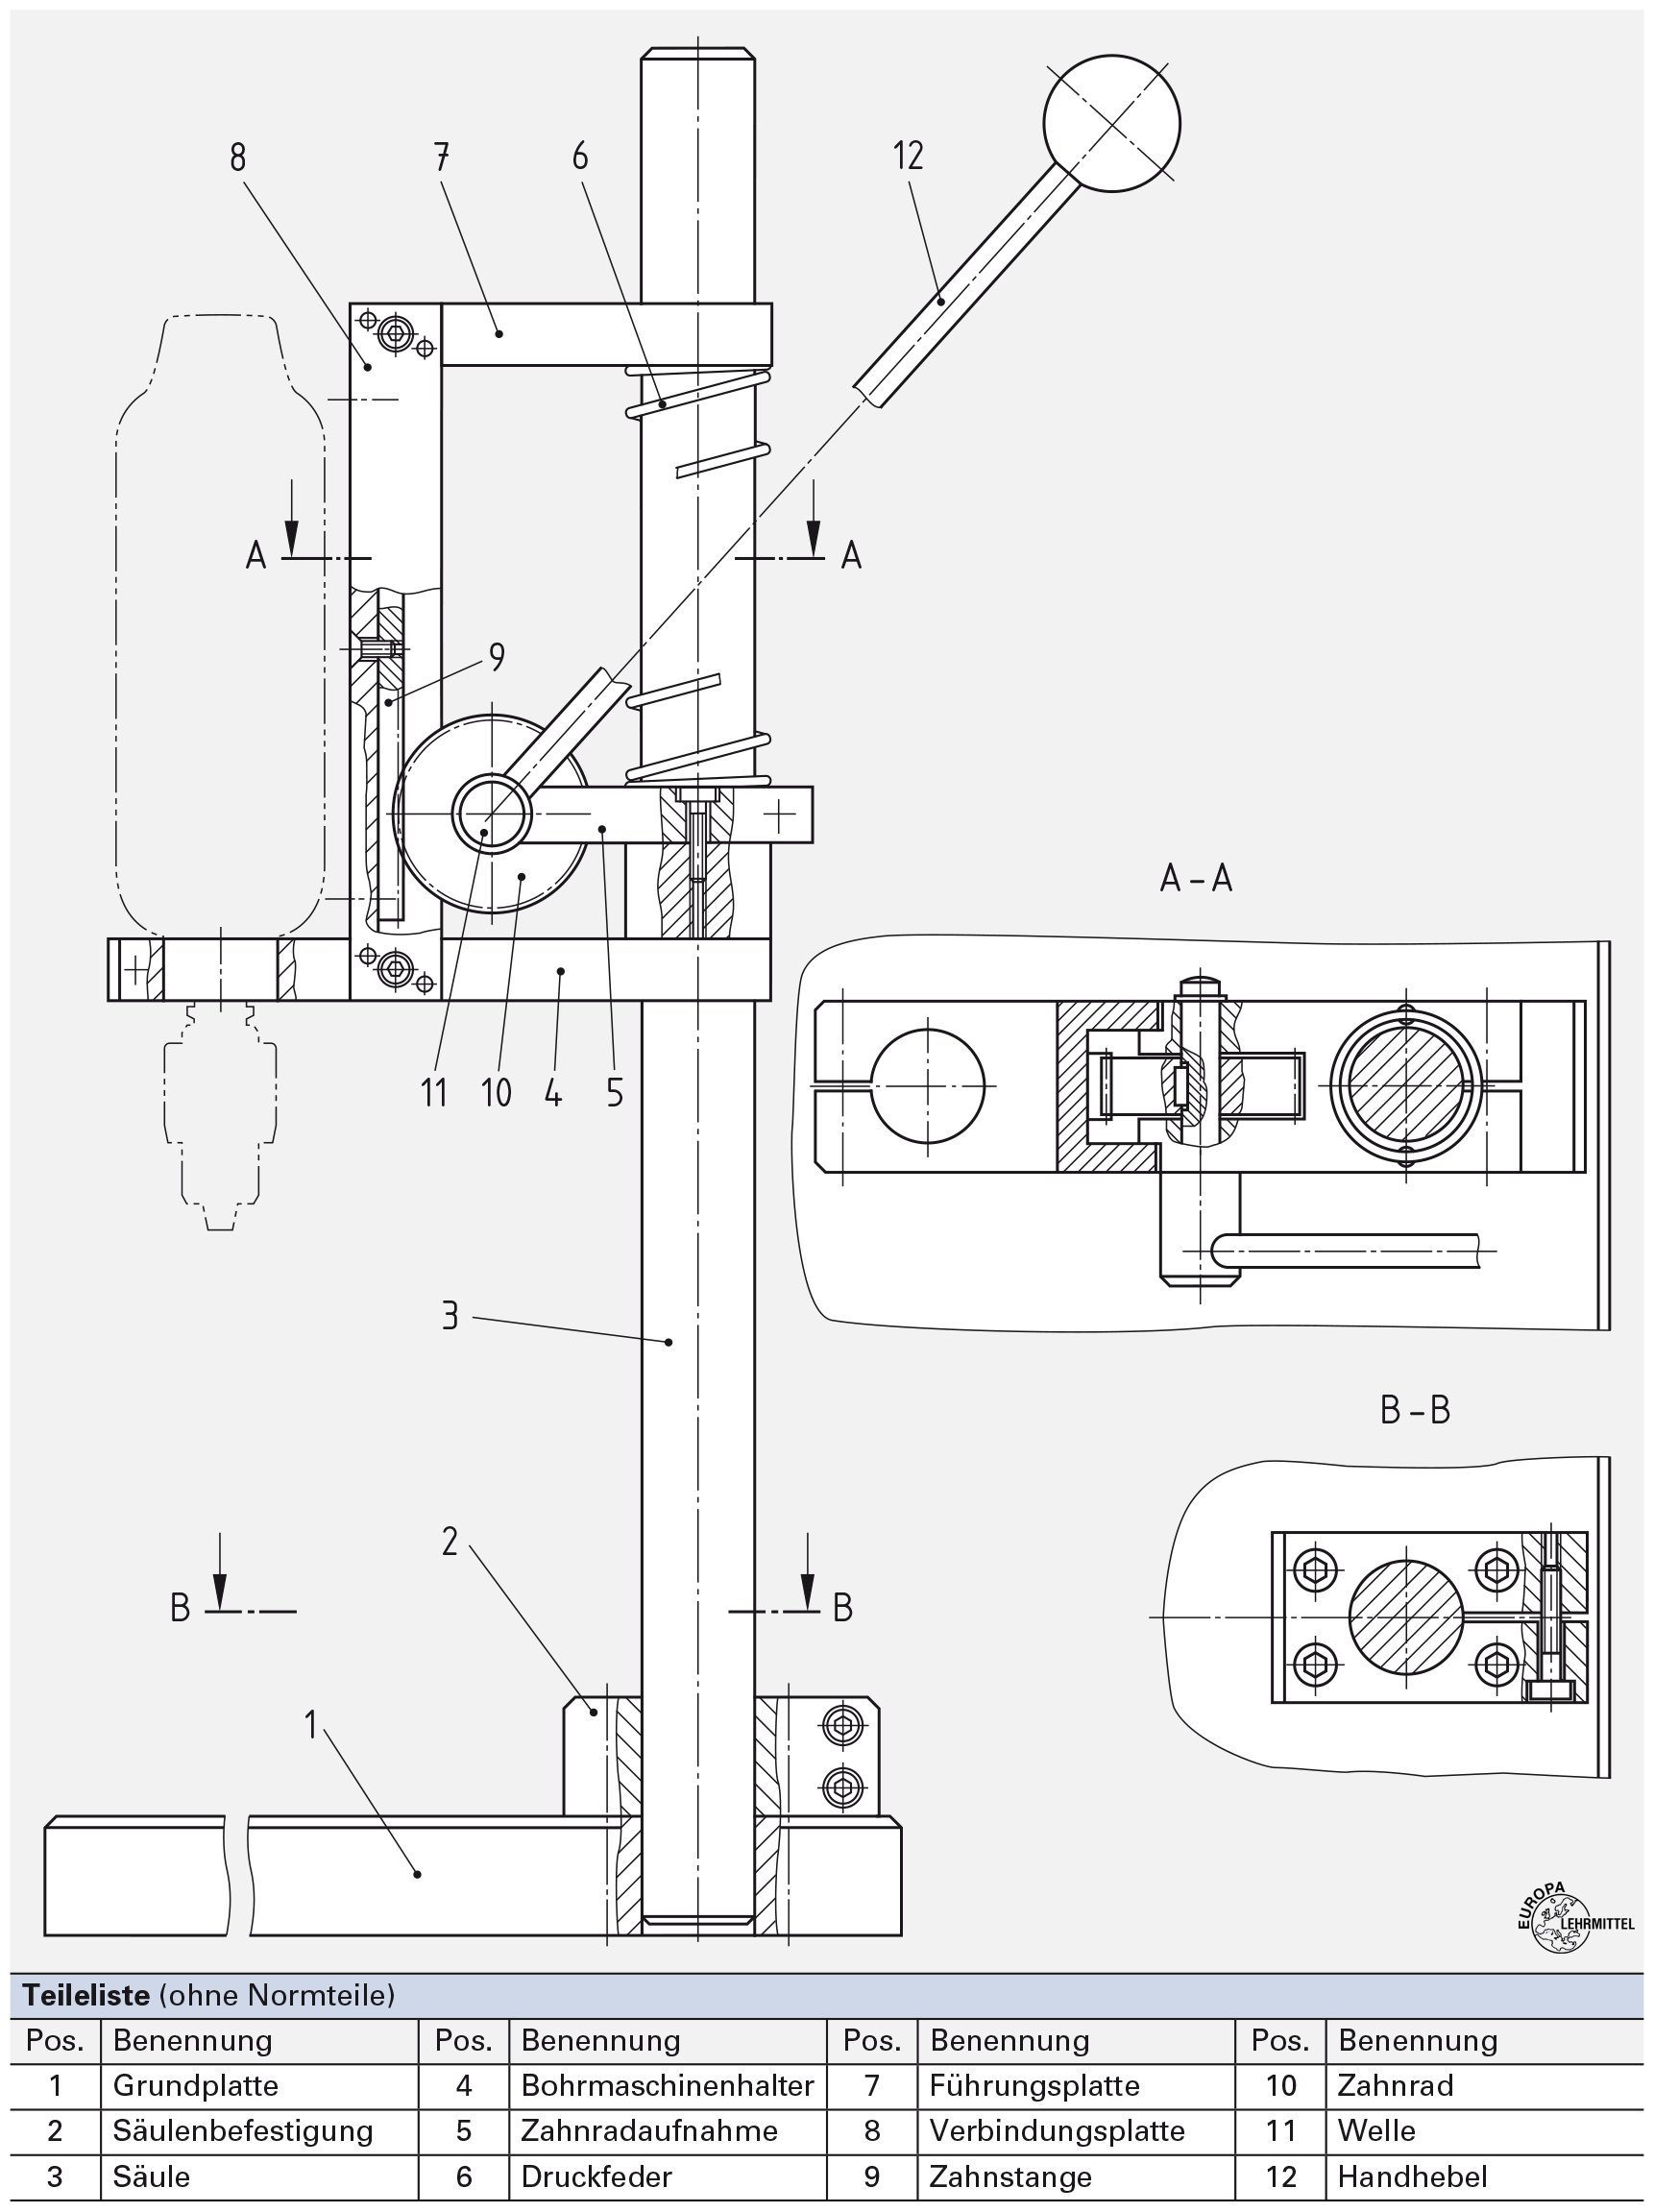 8
7
6
12
A
A
9
A – A
11
10
4
5
3
B – B
2
B
B
1
EUROPA
LEHRMITTEL
Teileliste (ohne Normteile)
Pos. Benennung Pos. Benennung Pos. Benennung Pos. Benennung
1 Grundplatte 4 Bohrmaschinenhalter 7 Führungsplatte 10 Zahnrad
2 Säulenbefestigung 5 Zahnradaufnahme 8 Verbindungsplatte 11 Welle
3 Säule 6 Druckfeder 9 Zahnstange 12 Handhebel